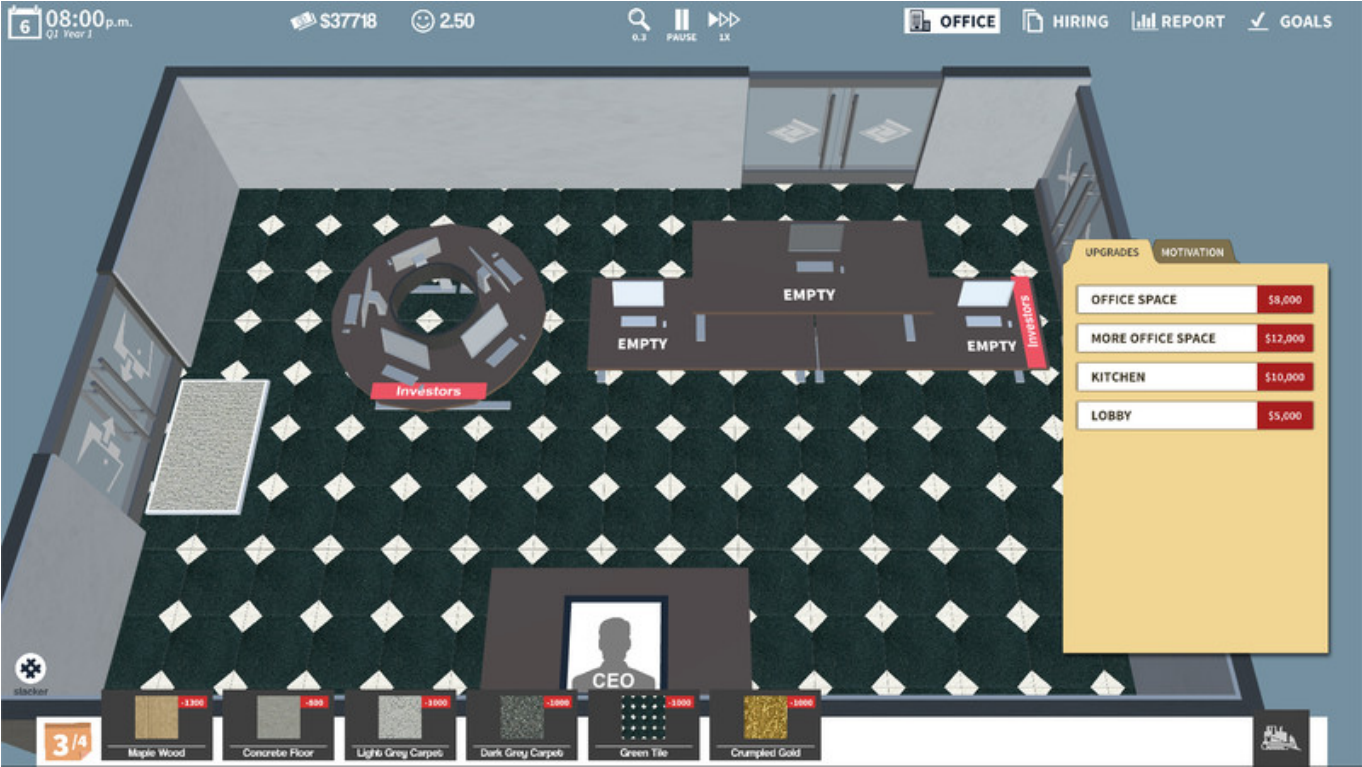 6
08:00p.m.
Q1 Year 1
$37718
2.50
0.3
PAUSE
1X
OFFICE
HIRING
REPORT
GOALS
UPGRADES
MOTIVATION
OFFICE SPACE $8,000
MORE OFFICE SPACE $12,000
KITCHEN $10,000
LOBBY $5,000
EMPTY
EMPTY
EMPTY
Investors
Investors
CEO
slacker
3/4
-1300
Maple Wood
-800
Concrete Floor
Light Grey Carpet
-1000
Dark Grey Carpet
-1000
Green Tile
-1000
Crumpled Gold